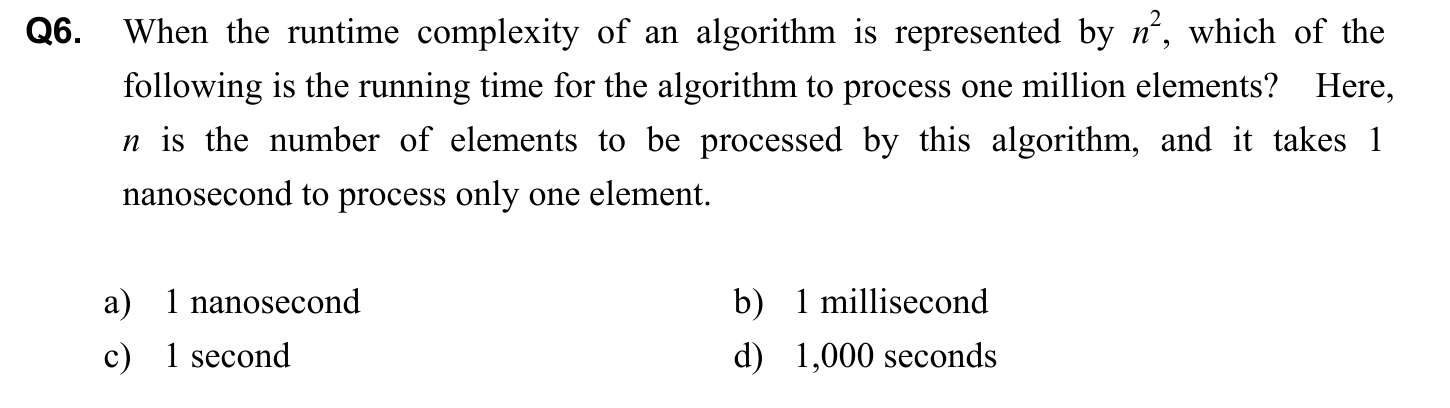 Q6. When the runtime complexity of an algorithm is represented by n², which of the
following is the running time for the algorithm to process one million elements? Here,
n is the number of elements to be processed by this algorithm, and it takes 1
nanosecond to process only one element.
a) 1 nanosecond b) 1 millisecond
c) 1 second d) 1,000 seconds